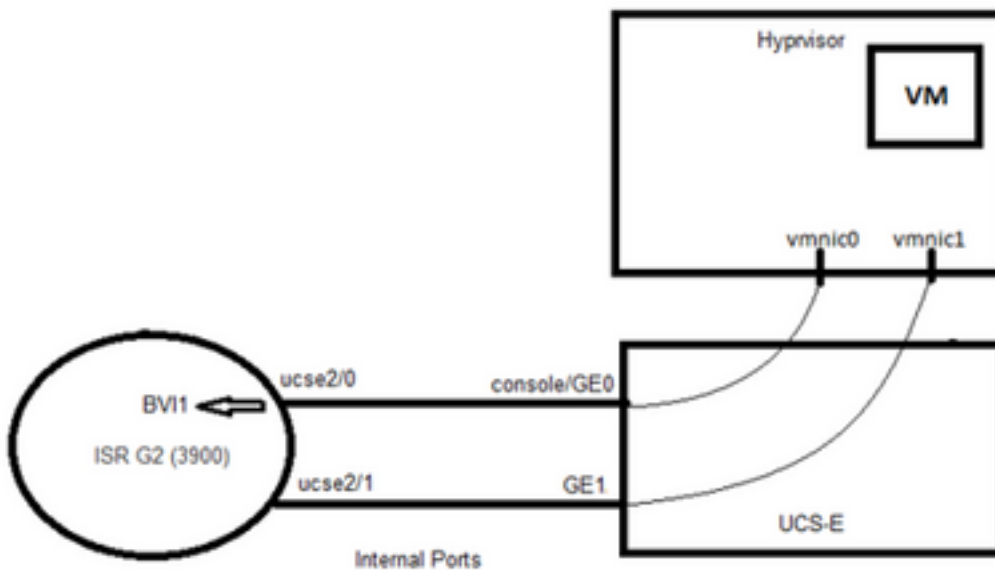 Hyprvisor
VM
vmnic0 vmnic1
ucse2/0 console/GE0
BVI1
ISR G2 (3900)
ucse2/1 GE1
UCS-E
Internal Ports